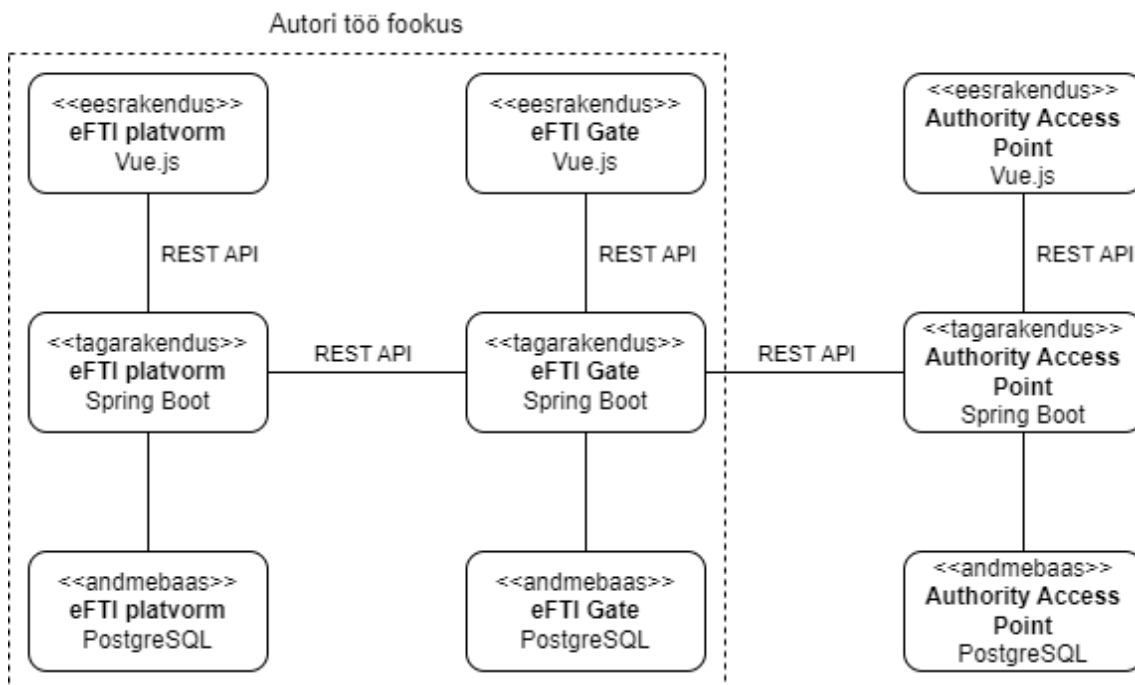 Autori töö fookus
<<eesrakendus>>
eFTI platvorm
Vue.js
<<eesrakendus>>
eFTI Gate
Vue.js
<<eesrakendus>>
Authority Access
Point
Vue.js
REST API
REST API
REST API
<<tagarakendus>>
eFTI platvorm
Spring Boot
REST API
<<tagarakendus>>
eFTI Gate
Spring Boot
REST API
<<tagarakendus>>
Authority Access
Point
Spring Boot
<<andmebaas>>
eFTI platvorm
PostgreSQL
<<andmebaas>>
eFTI Gate
PostgreSQL
<<andmebaas>>
Authority Access
Point
PostgreSQL